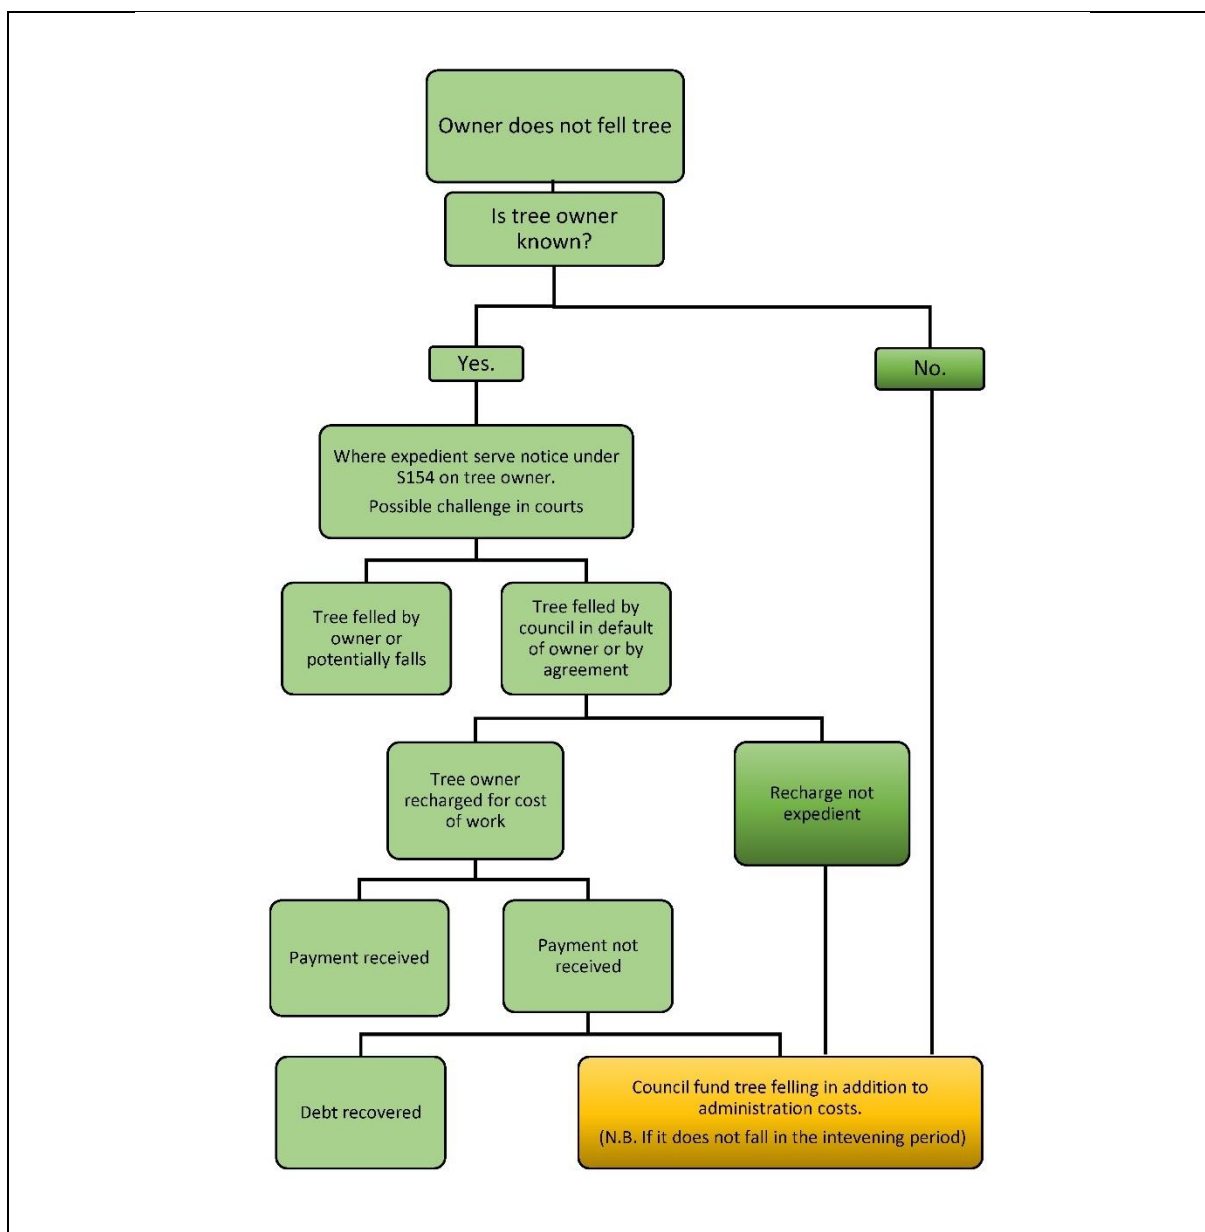 Owner does not fell tree
Is tree owner
known?
Yes.
No.
Where expedient serve notice under
S154 on tree owner.
Possible challenge in courts
Tree felled by
owner or
potentially falls
Tree felled by
council in default
of owner or by
agreement
Tree owner
recharged for cost
of work
Recharge not
expedient
Payment received
Payment not
received
Debt recovered
Council fund tree felling in addition to
administration costs.
(N.B. If it does not fall in the intevening period)